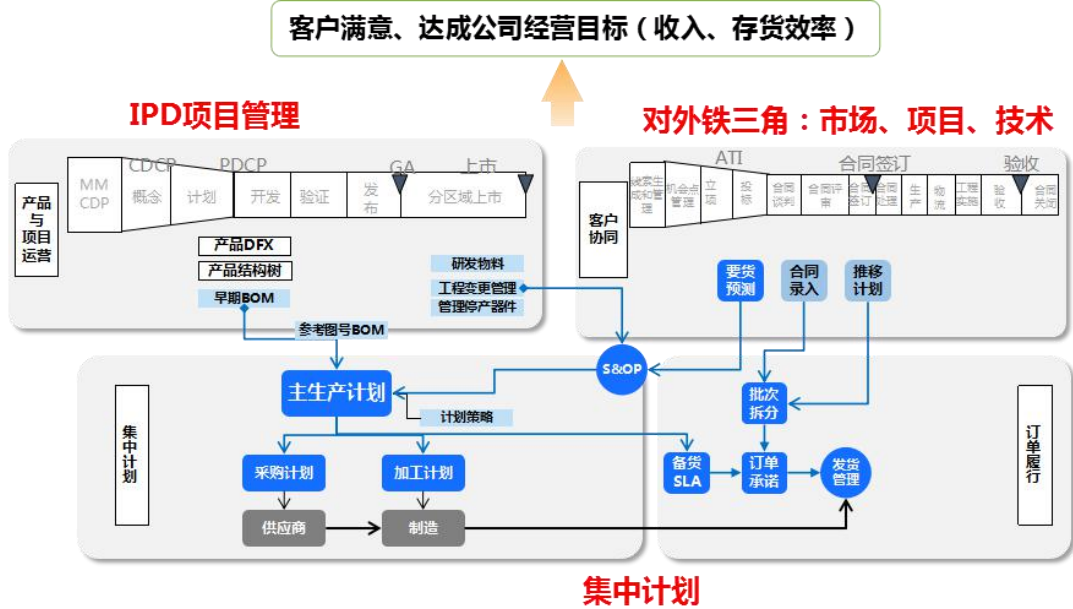 客户满意、达成公司经营目标（收入、存货效率）
IPD项目管理
对外铁三角：市场、项目、技术
产品
与
项目
运营
CDCP
PDCP
GA
上市
MM
CDP
概念
计划
开发
验证
发
布
分区域上市
产品DFX
产品结构树
早期BOM
研发物料
工程变更管理
管理停产器件
参考图号BOM
客户
协同
ATI
合同签订
验收
线索生
成和管
理
机会点
管理
立
项
投
标
合同
谈判
合同评
审
合同
签订
合同
处理
生
产
物
流
工程
实施
验
收
合同
关闭
要货
预测
合同
录入
推移
计划
集
中
计
划
S&OP
主生产计划
计划策略
采购计划
加工计划
供应商
制造
批次
拆分
备货
SLA
订单
承诺
发货
管理
订
单
履
行
集中计划